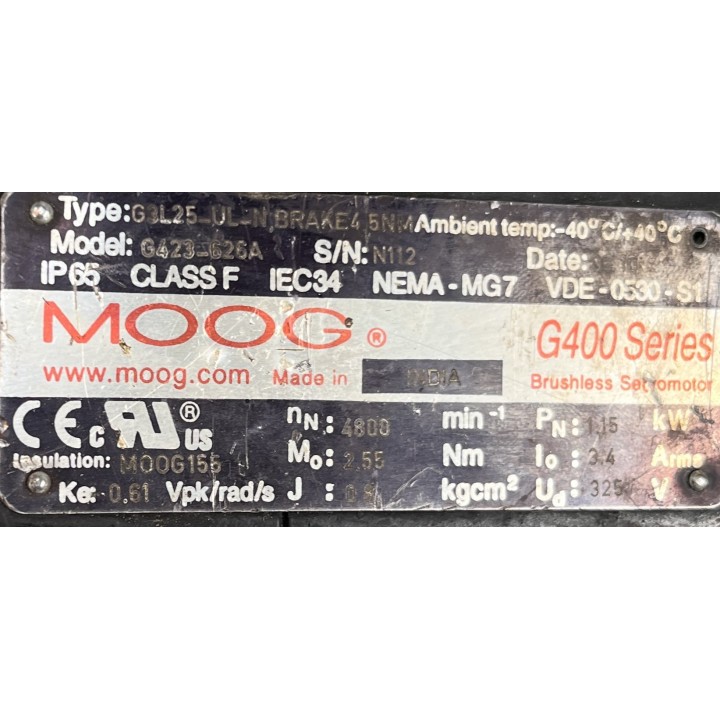 Type: G3L25-UL-N,BRAKE4,5NM Ambient temp:-40°C/+40°C
Model: G423-626A S/N: N112 Date:
IP65 CLASS F IEC34 NEMA-MG7 VDE-0530-S1
MOOG® G400 Series
www.moog.com Made in INDIA Brushless Servomotor
CE c RU® US nN: 4800 min⁻¹ PN: 1.15 kW
Insulation: MOOG155 Mo: 2.55 Nm Io: 3.4 Arms
Ke: 0.61 Vpk/rad/s J: kgcm² Ud: 325 V